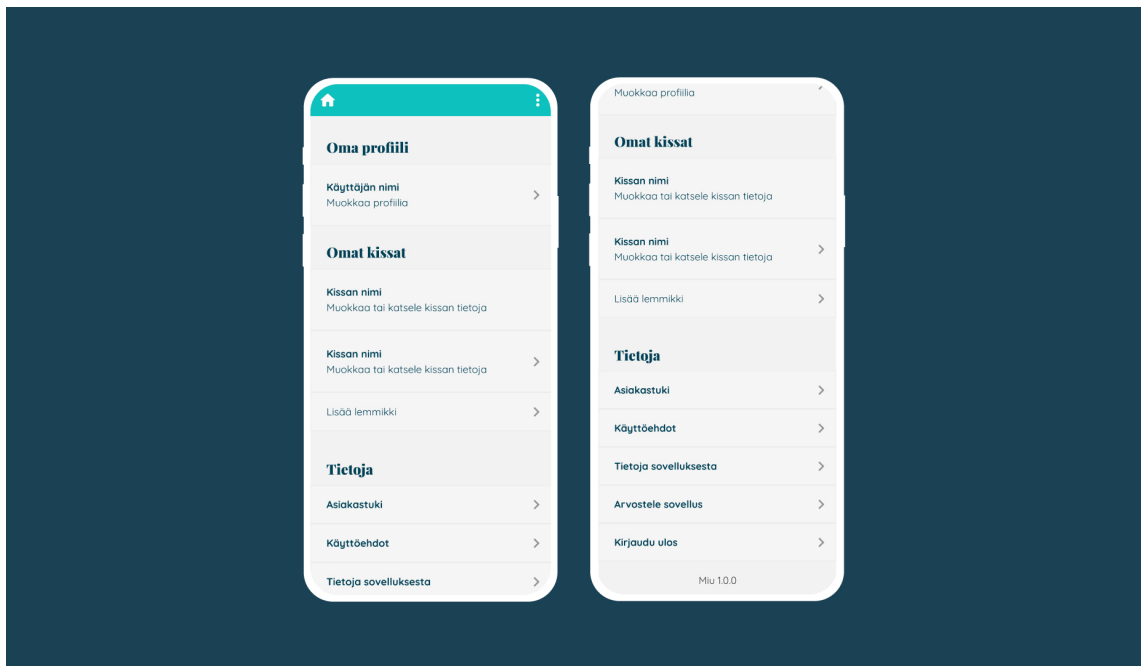 Oma profiili
Käyttäjän nimi
Muokkaa profiilia
Omat kissat
Kissan nimi
Muokkaa tai katsele kissan tietoja
Kissan nimi
Muokkaa tai katsele kissan tietoja
Lisää lemmikki
Tietoja
Asiakastuki
Käyttöehdot
Tietoja sovelluksesta
Muokkaa profiilia
Omat kissat
Kissan nimi
Muokkaa tai katsele kissan tietoja
Kissan nimi
Muokkaa tai katsele kissan tietoja
Lisää lemmikki
Tietoja
Asiakastuki
Käyttöehdot
Tietoja sovelluksesta
Arvostele sovellus
Kirjaudu ulos
Miu 1.0.0